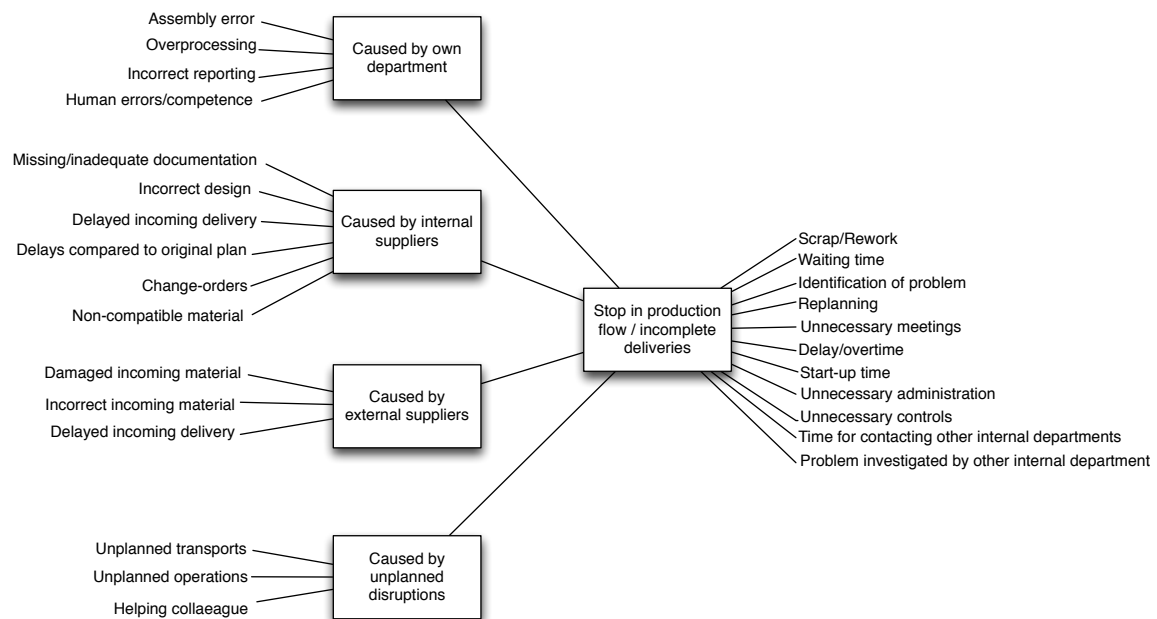 Assembly error
Overprocessing
Incorrect reporting
Human errors/competence
Caused by own
department
Missing/inadequate documentation
Incorrect design
Delayed incoming delivery
Delays compared to original plan
Change-orders
Non-compatible material
Caused by internal
suppliers
Damaged incoming material
Incorrect incoming material
Delayed incoming delivery
Caused by
external suppliers
Unplanned transports
Unplanned operations
Helping collaeague
Caused by
unplanned
disruptions
Stop in production
flow / incomplete
deliveries
Scrap/Rework
Waiting time
Identification of problem
Replanning
Unnecessary meetings
Delay/overtime
Start-up time
Unnecessary administration
Unnecessary controls
Time for contacting other internal departments
Problem investigated by other internal department